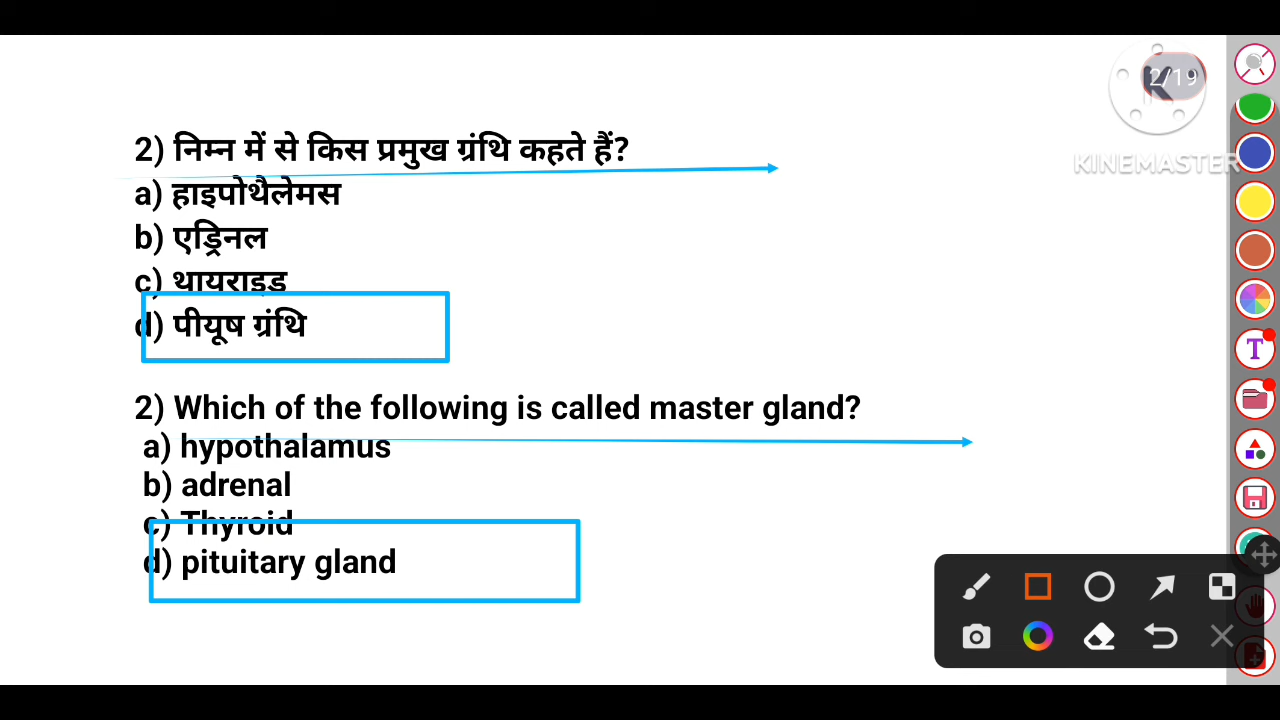 2/19
KINEMASTER
2) निम्न में से किस प्रमुख ग्रंथि कहते हैं?
a) हाइपोथैलेमस
b) एड्रिनल
c) थायराइड
d) पीयूष ग्रंथि
2) Which of the following is called master gland?
a) hypothalamus
b) adrenal
c) Thyroid
d) pituitary gland
T